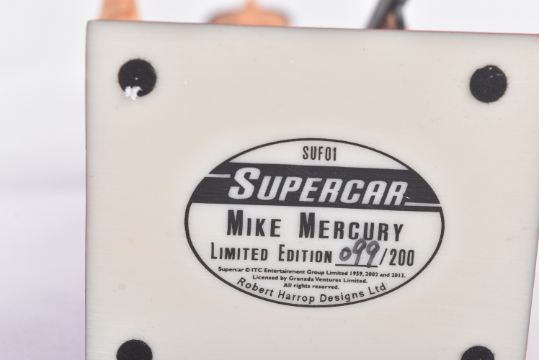 SUF01
SUPERCAR
MIKE MERCURY
LIMITED EDITION 099/200
Supercar © ITC Entertainment Group Limited 1959, 2002 and 2013.
Licensed by Granada Ventures Limited.
All rights reserved.
Robert Harrop Designs Ltd